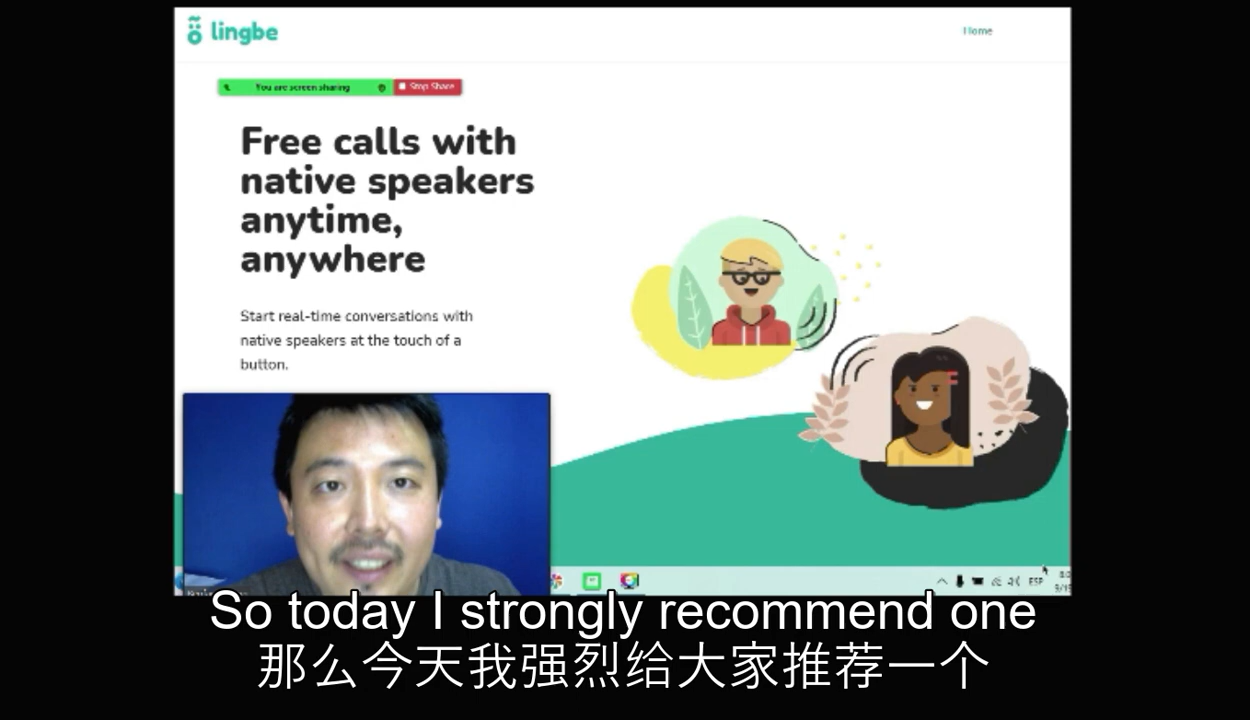 lingbe
Home
You are screen sharing
Stop Share
Free calls with
native speakers
anytime,
anywhere
Start real-time conversations with
native speakers at the touch of a
button.
ESP
So today I strongly recommend one
那么今天我强烈给大家推荐一个